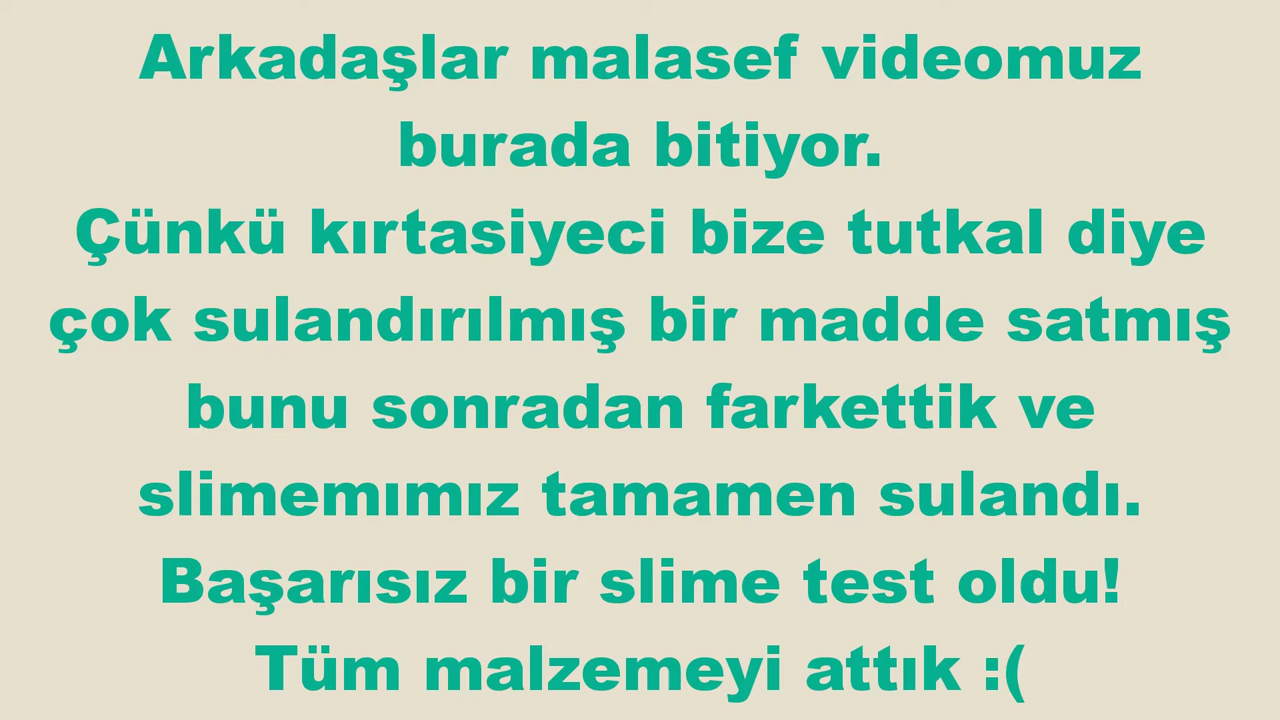 Arkadaşlar malasef videomuz
burada bitiyor.
Çünkü kırtasiyeci bize tutkal diye
çok sulandırılmış bir madde satmış
bunu sonradan farkettik ve
slimemımız tamamen sulandı.
Başarısız bir slime test oldu!
Tüm malzemeyi attık :(